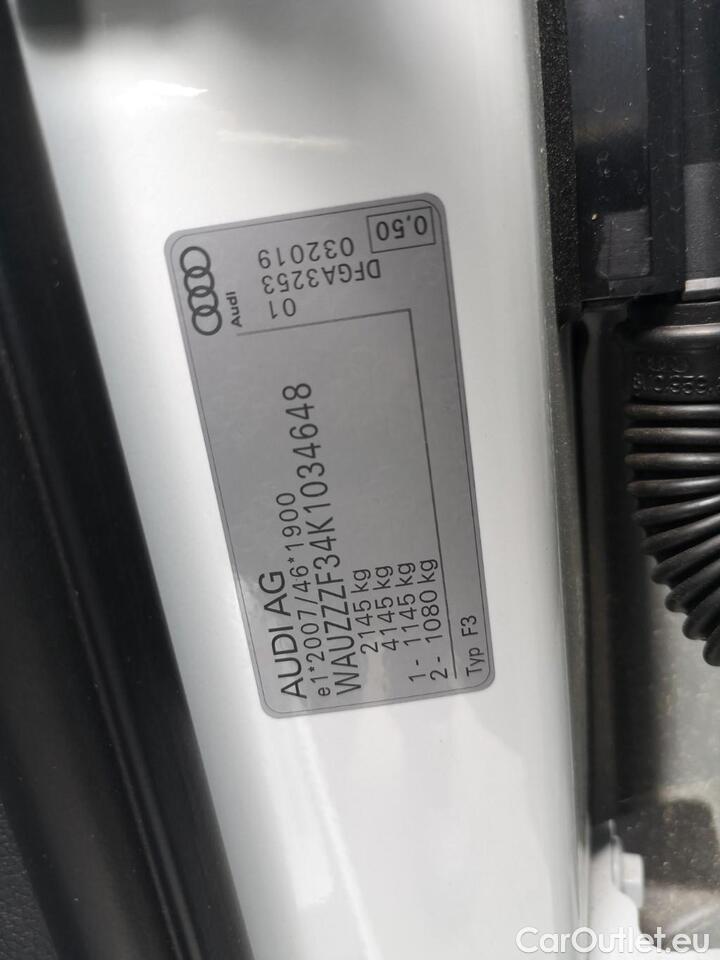 AUDI AG
e1*2007/46*1900
WAUZZZF34K1034648
2145 kg
4145 kg
1- 1145 kg
2- 1080 kg
Typ F3
Audi
01
DFGA3253
032019
0,50
CarOutlet.eu